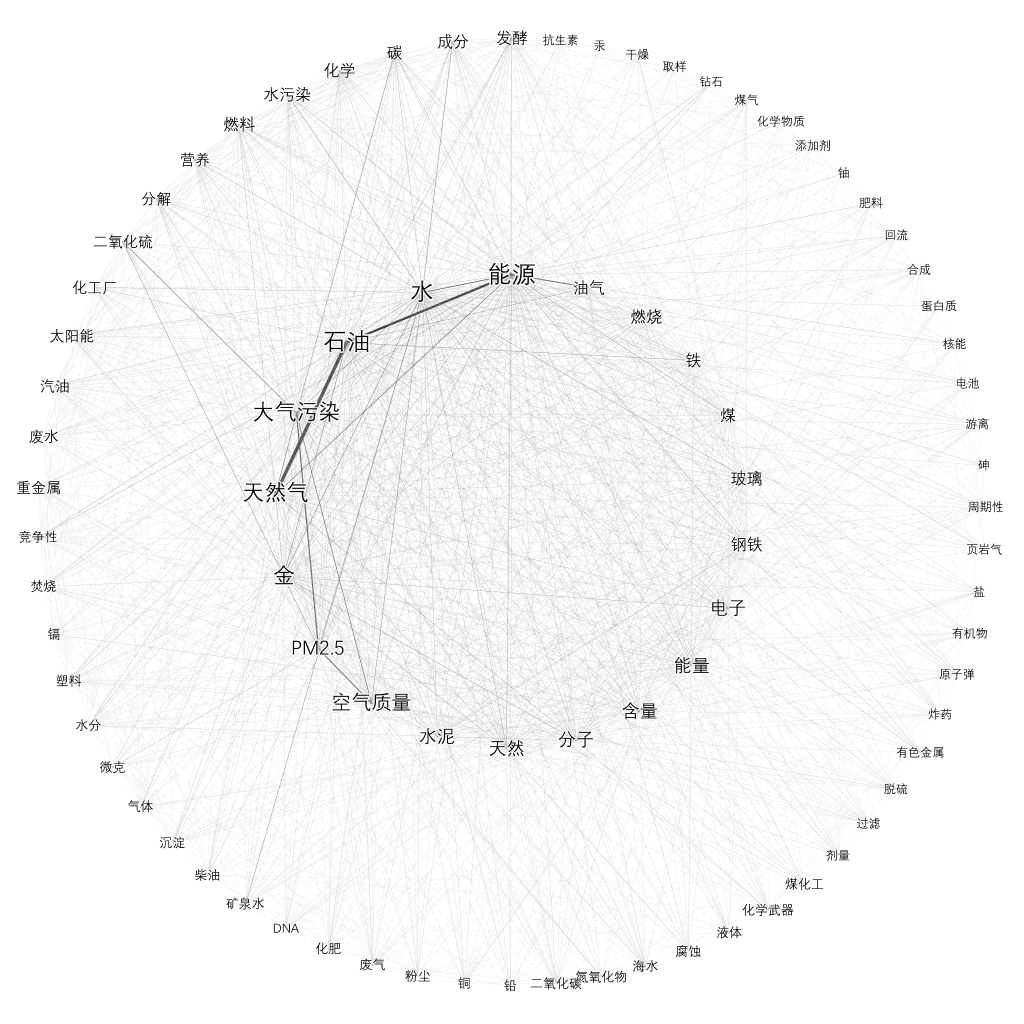 发酵
抗生素
汞
干燥
取样
钻石
煤气
化学物质
添加剂
铀
肥料
回流
合成
蛋白质
核能
电池
游离
砷
周期性
页岩气
盐
有机物
原子弹
炸药
有色金属
脱硫
过滤
剂量
煤化工
化学武器
液体
腐蚀
海水
氮氧化物
二氧化碳
铅
铜
粉尘
废气
化肥
DNA
矿泉水
柴油
沉淀
气体
微克
水分
塑料
镉
焚烧
竞争性
重金属
废水
汽油
太阳能
化工厂
二氧化硫
分解
营养
燃料
水污染
化学
碳
成分
能源
油气
燃烧
铁
煤
玻璃
钢铁
电子
能量
含量
分子
天然
水泥
空气质量
PM2.5
金
天然气
大气污染
石油
水